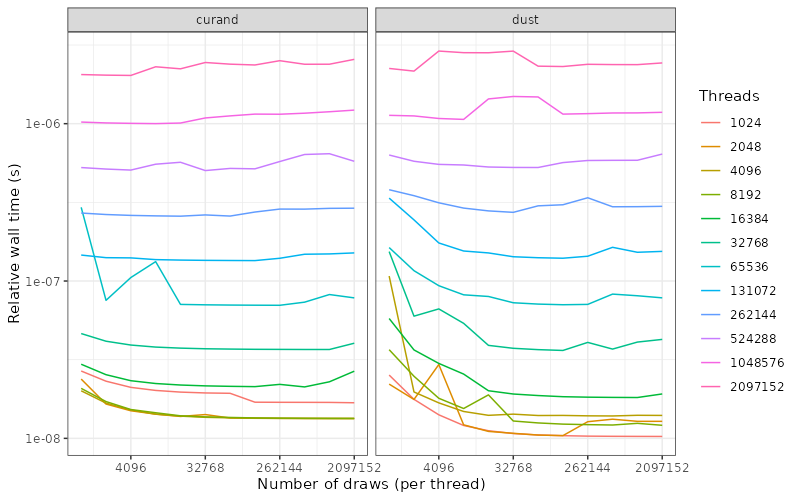 curand
dust
Relative wall time (s)
1e-06
1e-07
1e-08
4096 32768 262144 2097152
4096 32768 262144 2097152
Number of draws (per thread)
Threads
1024
2048
4096
8192
16384
32768
65536
131072
262144
524288
1048576
2097152